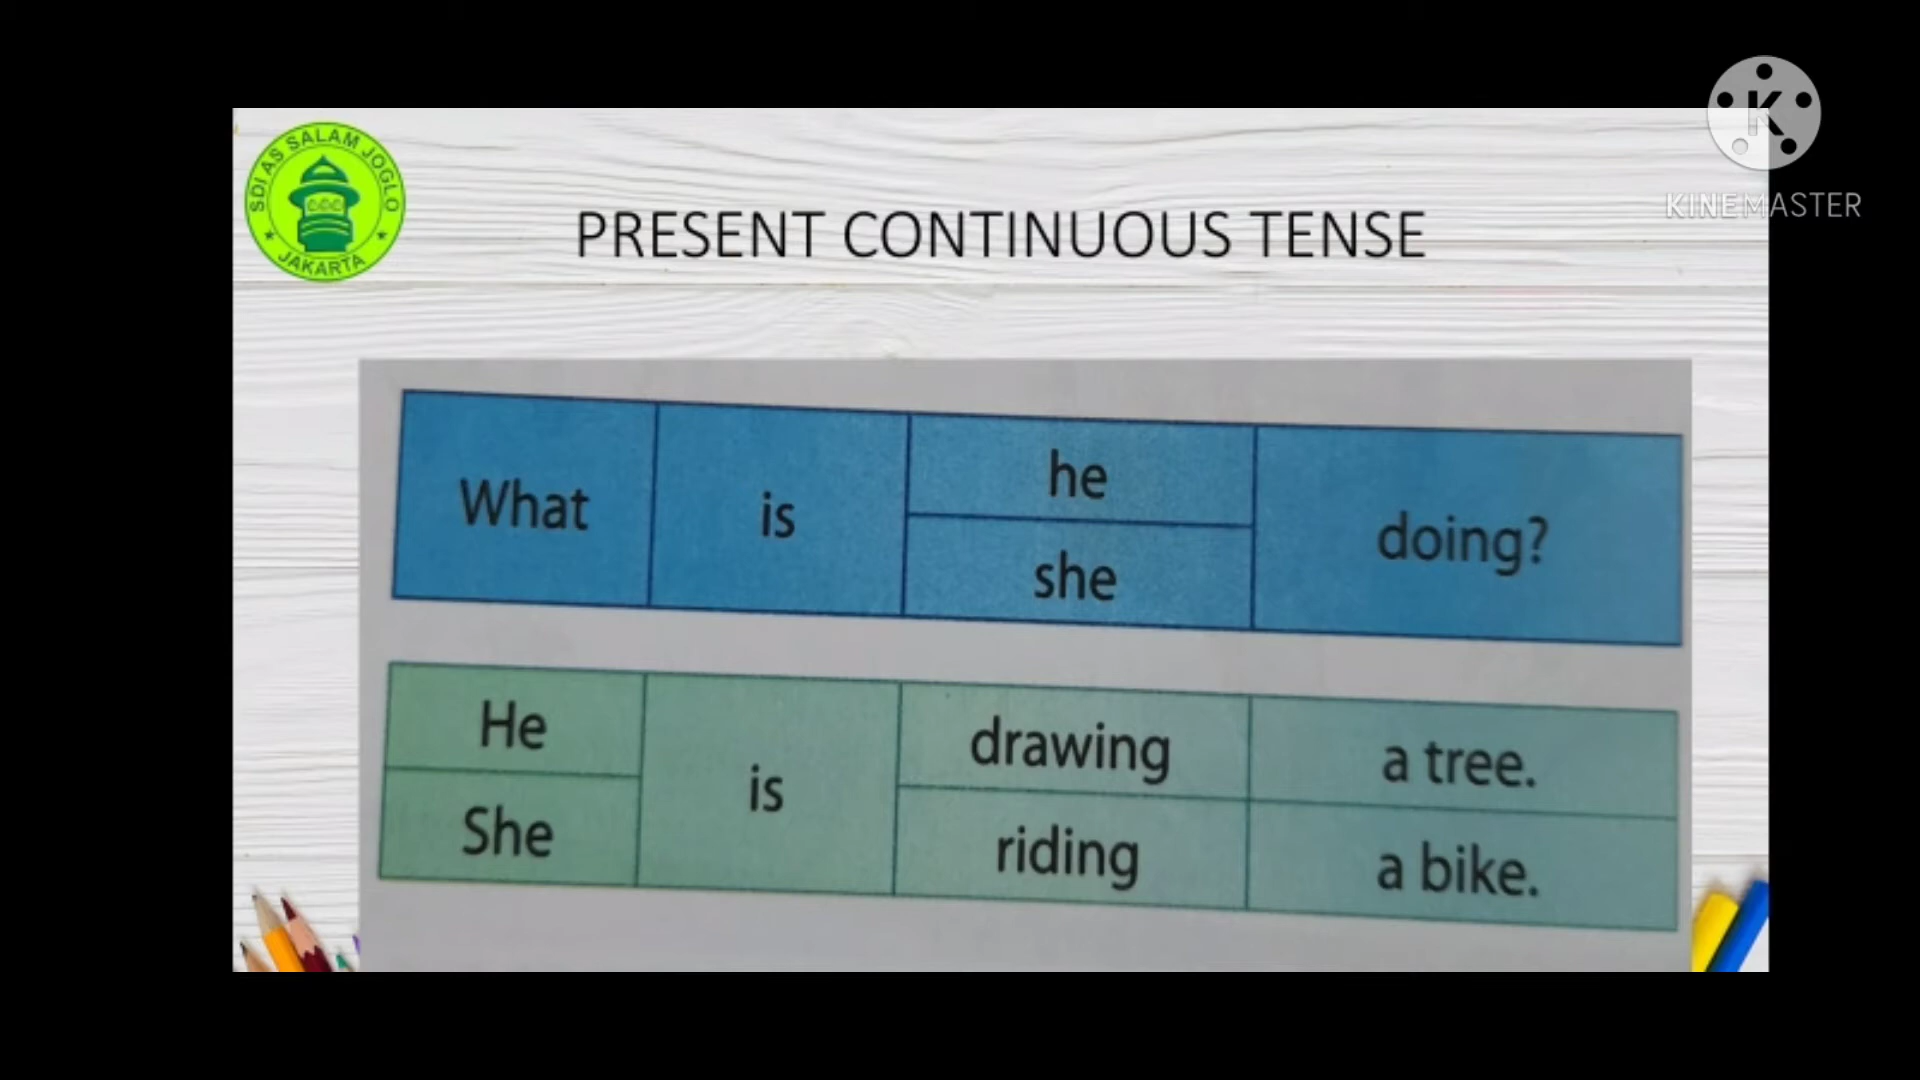 SDI AS SALAM JOGLO
JAKARTA
K
KINEMASTER
PRESENT CONTINUOUS TENSE
What is he doing?
she
He is drawing a tree.
She riding a bike.